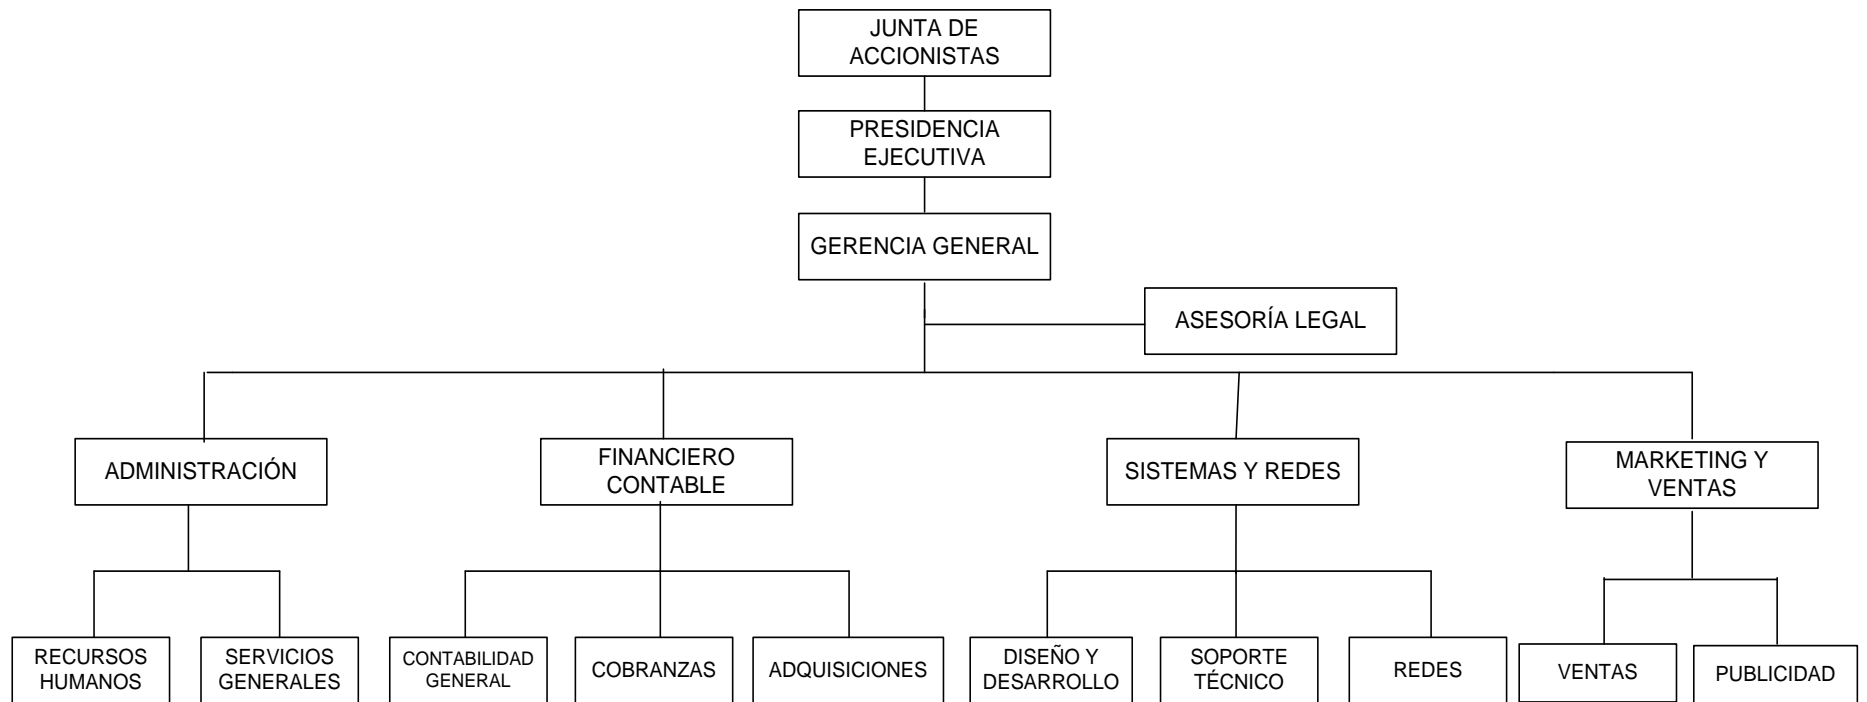 JUNTA DE
ACCIONISTAS
PRESIDENCIA
EJECUTIVA
GERENCIA GENERAL
ASESORÍA LEGAL
ADMINISTRACIÓN
FINANCIERO
CONTABLE
SISTEMAS Y REDES
MARKETING Y
VENTAS
RECURSOS
HUMANOS
SERVICIOS
GENERALES
CONTABILIDAD
GENERAL
COBRANZAS
ADQUISICIONES
DISEÑO Y
DESARROLLO
SOPORTE
TÉCNICO
REDES
VENTAS
PUBLICIDAD